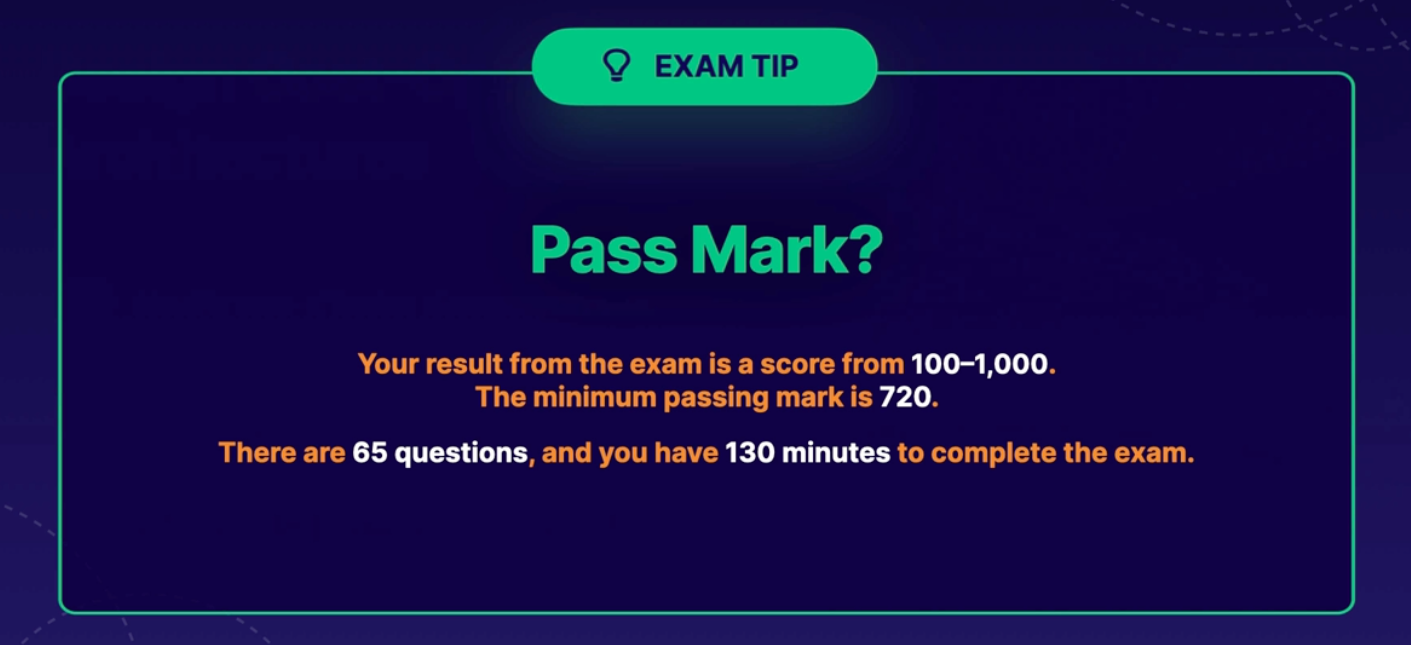 EXAM TIP
Pass Mark?
Your result from the exam is a score from 100–1,000.
The minimum passing mark is 720.
There are 65 questions, and you have 130 minutes to complete the exam.